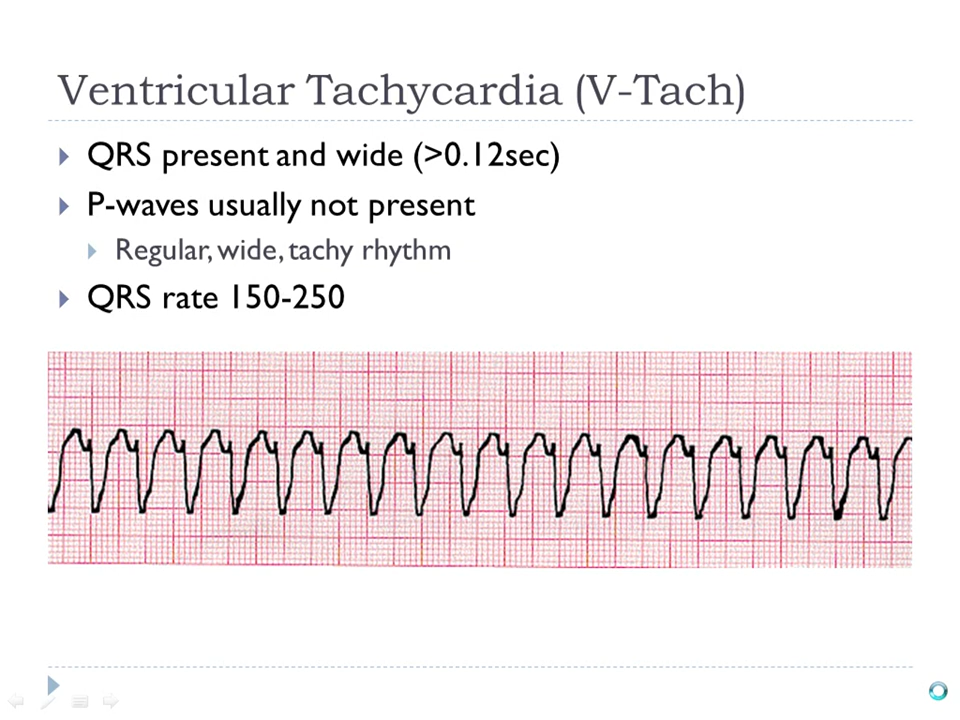 Ventricular Tachycardia (V-Tach)
QRS present and wide (>0.12sec)
P-waves usually not present
Regular, wide, tachy rhythm
QRS rate 150-250